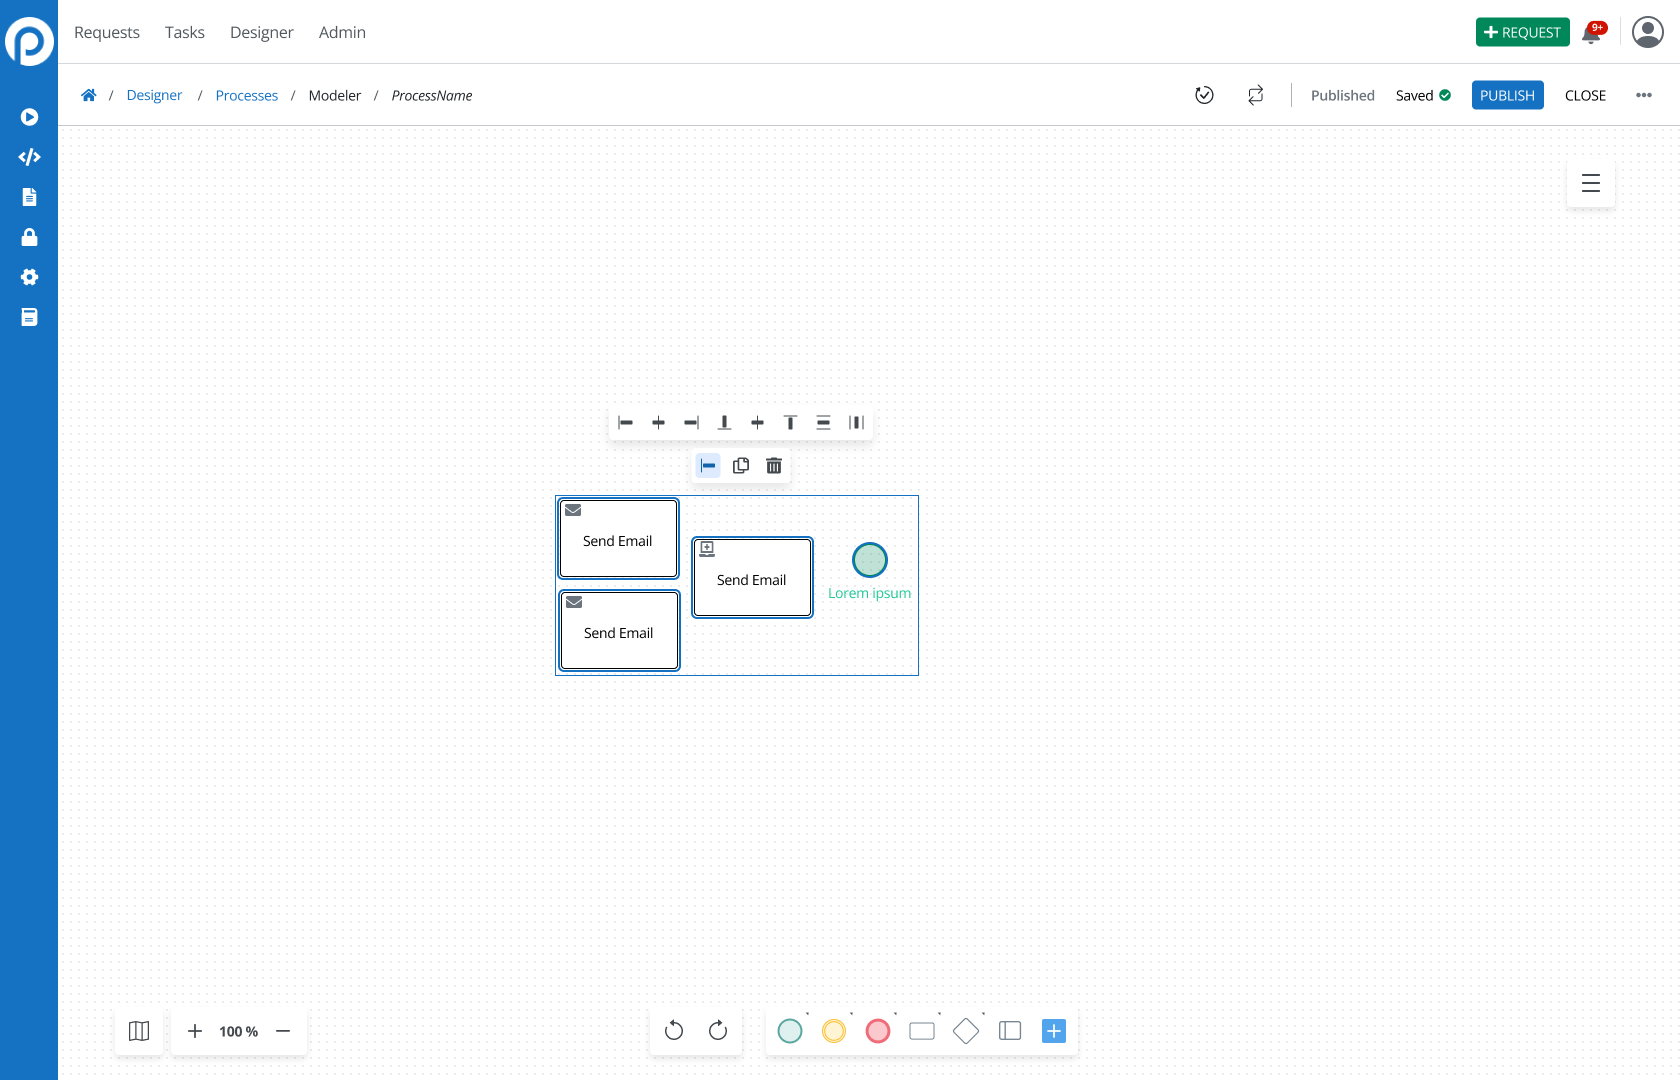 Requests Tasks Designer Admin
REQUEST 9+
/ Designer / Processes / Modeler / ProcessName
Published Saved PUBLISH CLOSE
Send Email
Send Email
Lorem ipsum
Send Email
100 %